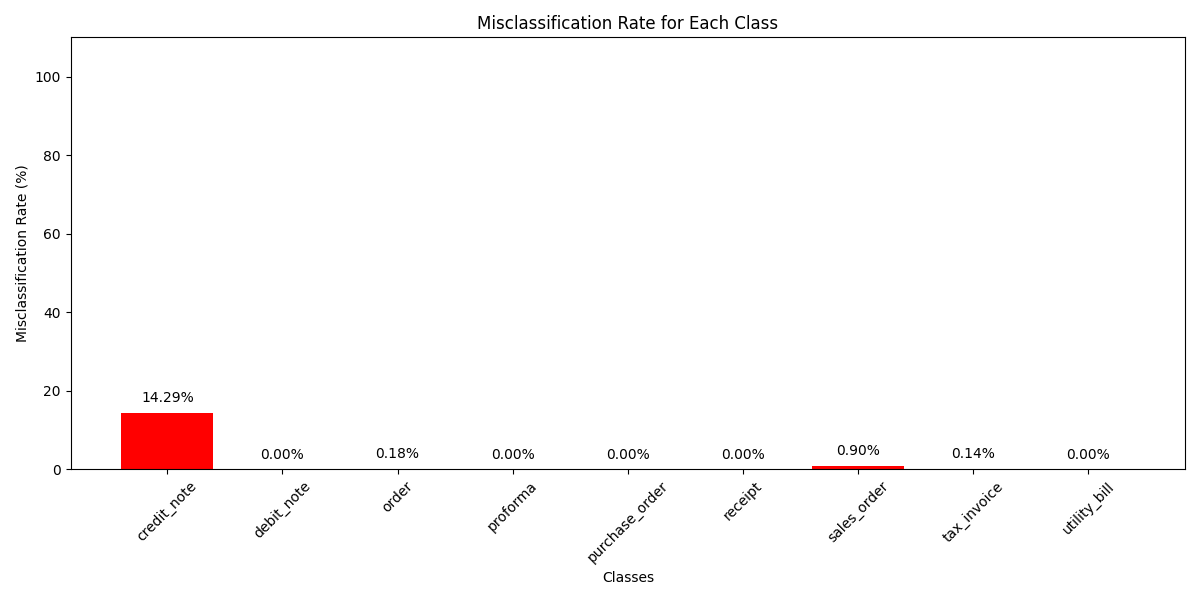 Misclassification Rate for Each Class
Misclassification Rate (%)
100
80
60
40
20
0
14.29%
0.00%
0.18%
0.00%
0.00%
0.00%
0.90%
0.14%
0.00%
credit_note
debit_note
order
proforma
purchase_order
receipt
sales_order
tax_invoice
utility_bill
Classes